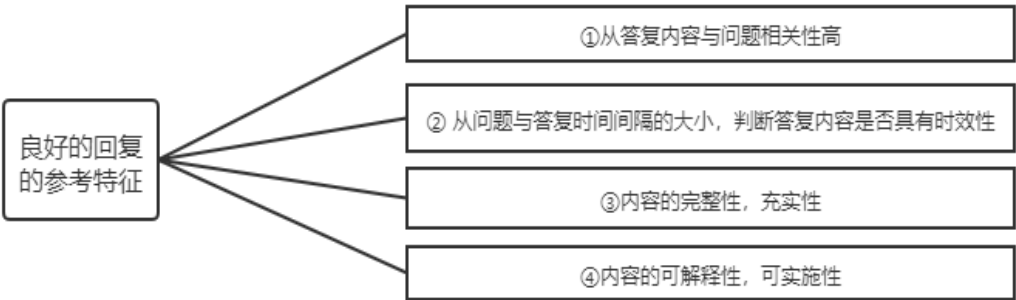 良好的回复
的参考特征
①从答复内容与问题相关性高
② 从问题与答复时间间隔的大小，判断答复内容是否具有时效性
③内容的完整性，充实性
④内容的可解释性，可实施性